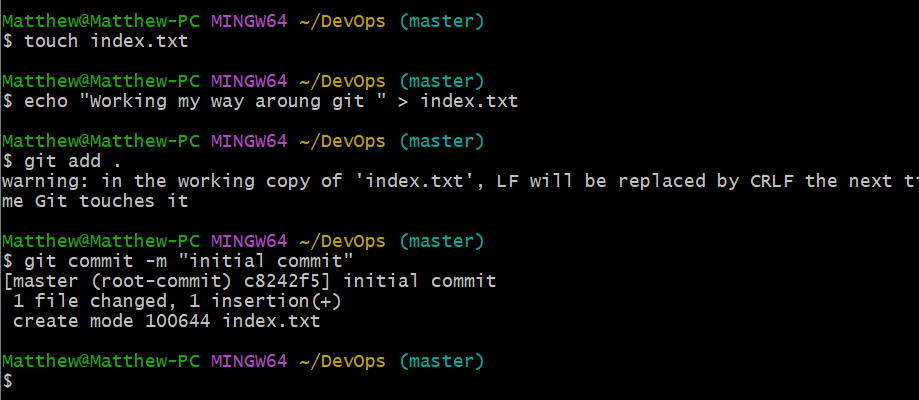 Matthew@Matthew-PC MINGW64 ~/DevOps (master)
$ touch index.txt
Matthew@Matthew-PC MINGW64 ~/DevOps (master)
$ echo "Working my way aroung git " > index.txt
Matthew@Matthew-PC MINGW64 ~/DevOps (master)
$ git add .
warning: in the working copy of 'index.txt', LF will be replaced by CRLF the next ti
me Git touches it
Matthew@Matthew-PC MINGW64 ~/DevOps (master)
$ git commit -m "initial commit"
[master (root-commit) c8242f5] initial commit
 1 file changed, 1 insertion(+)
 create mode 100644 index.txt
Matthew@Matthew-PC MINGW64 ~/DevOps (master)
$